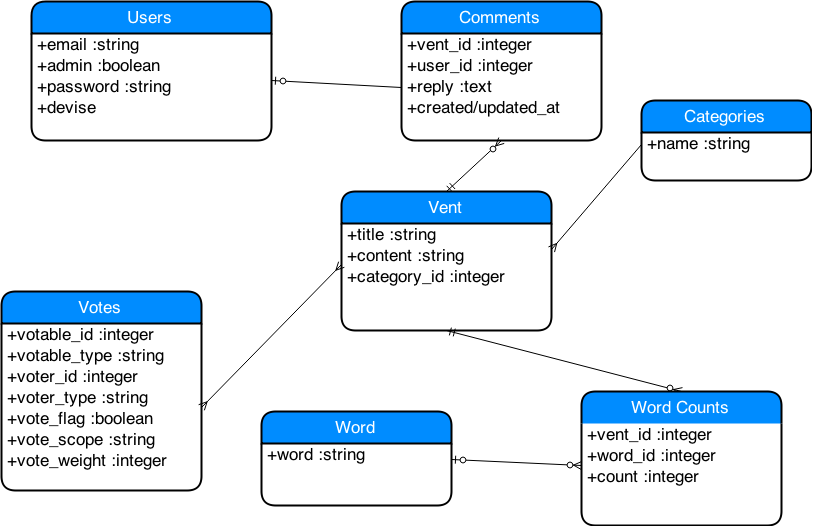 Users
+email :string
+admin :boolean
+password :string
+devise
Comments
+vent_id :integer
+user_id :integer
+reply :text
+created/updated_at
Categories
+name :string
Vent
+title :string
+content :string
+category_id :integer
Votes
+votable_id :integer
+votable_type :string
+voter_id :integer
+voter_type :string
+vote_flag :boolean
+vote_scope :string
+vote_weight :integer
Word
+word :string
Word Counts
+vent_id :integer
+word_id :integer
+count :integer